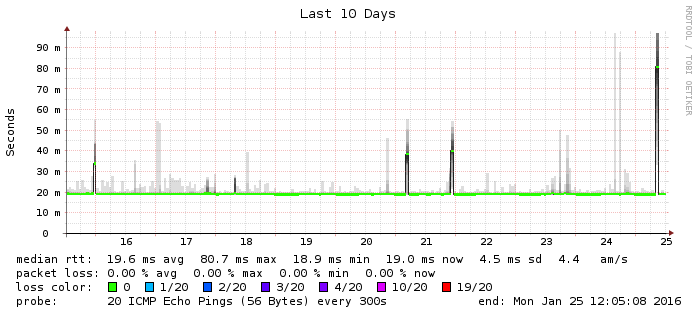 Last 10 Days
RRDTOOL / TOBI OETIKER
Seconds
90 m
80 m
70 m
60 m
50 m
40 m
30 m
20 m
10 m
0
16 17 18 19 20 21 22 23 24 25
median rtt: 19.6 ms avg 80.7 ms max 18.9 ms min 19.0 ms now 4.5 ms sd 4.4 am/s
packet loss: 0.00 % avg 0.00 % max 0.00 % min 0.00 % now
loss color: 0 1/20 2/20 3/20 4/20 10/20 19/20
probe: 20 ICMP Echo Pings (56 Bytes) every 300s end: Mon Jan 25 12:05:08 2016